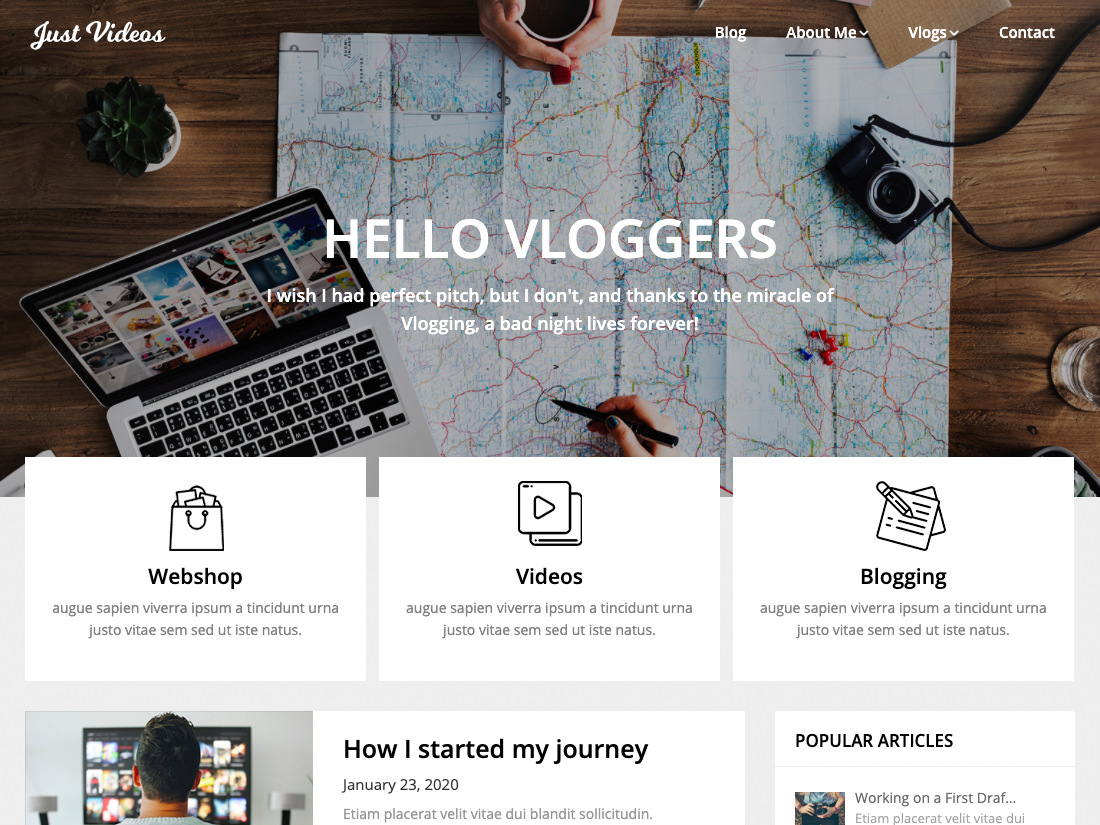 Just Videos
Blog
About Me
Vlogs
Contact
HELLO VLOGGERS
I wish I had perfect pitch, but I don't, and thanks to the miracle of
Vlogging, a bad night lives forever!
Webshop
augue sapien viverra ipsum a tincidunt urna
justo vitae sem sed ut iste natus.
Videos
augue sapien viverra ipsum a tincidunt urna
justo vitae sem sed ut iste natus.
Blogging
augue sapien viverra ipsum a tincidunt urna
justo vitae sem sed ut iste natus.
How I started my journey
January 23, 2020
Etiam placerat velit vitae dui blandit sollicitudin.
POPULAR ARTICLES
Working on a First Draf...
Etiam placerat velit vitae dui